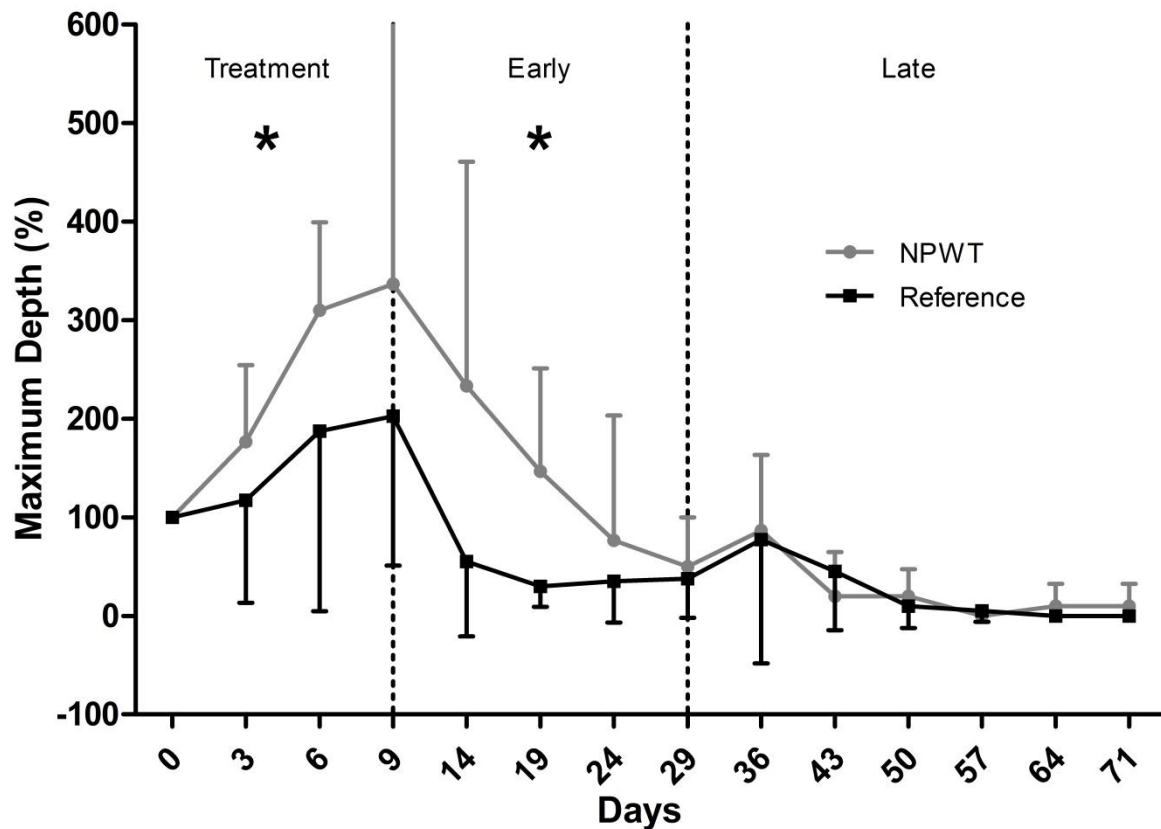 600
Treatment
Early
Late
500
*
*
400
NPWT
300
Reference
200
100
0
-100
Maximum Depth (%)
0 3 6 9 14 19 24 29 36 43 50 57 64 71
Days